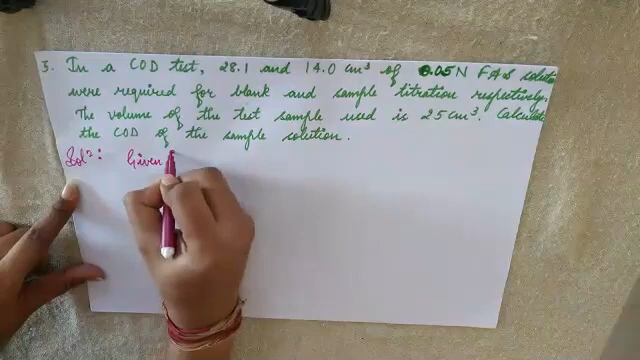 3. In a COD test, 28.1 and 14.0 cm³ of 0.05N FAS solution
were required for blank and sample titration respectively.
The volume of the test sample used is 25cm³. Calculate
the COD of the sample solution.
Solⁿ: Given